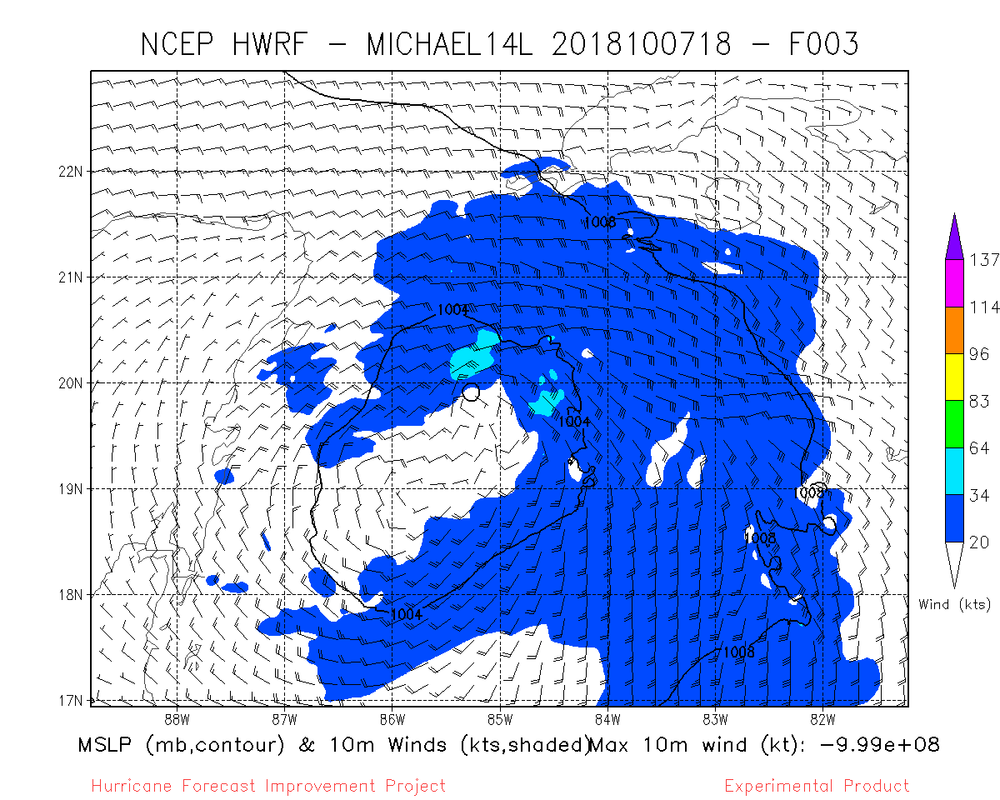 NCEP HWRF - MICHAEL14L 2018100718 - F003
22N
21N
20N
19N
18N
17N
88W 87W 86W 85W 84W 83W 82W
1008
1004
1004
1008
1008
1004
1008
137
114
96
83
64
34
20
Wind (kts)
MSLP (mb,contour) & 10m Winds (kts,shaded)Max 10m wind (kt): -9.99e+08
Hurricane Forecast Improvement Project Experimental Product